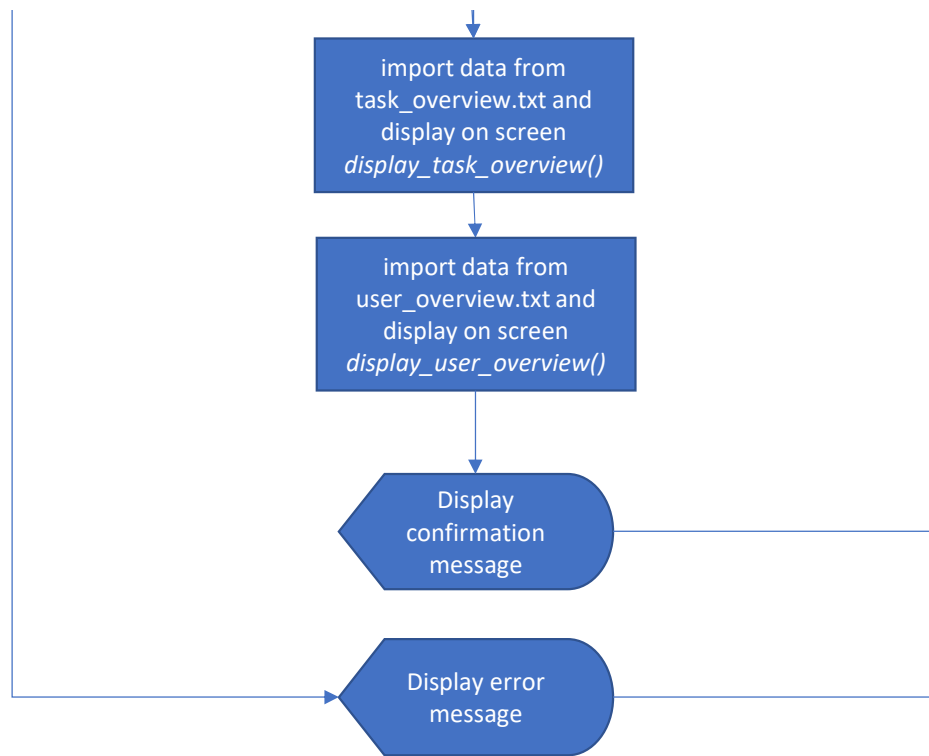 import data from
task_overview.txt and
display on screen
display_task_overview()
import data from
user_overview.txt and
display on screen
display_user_overview()
Display
confirmation
message
Display error
message